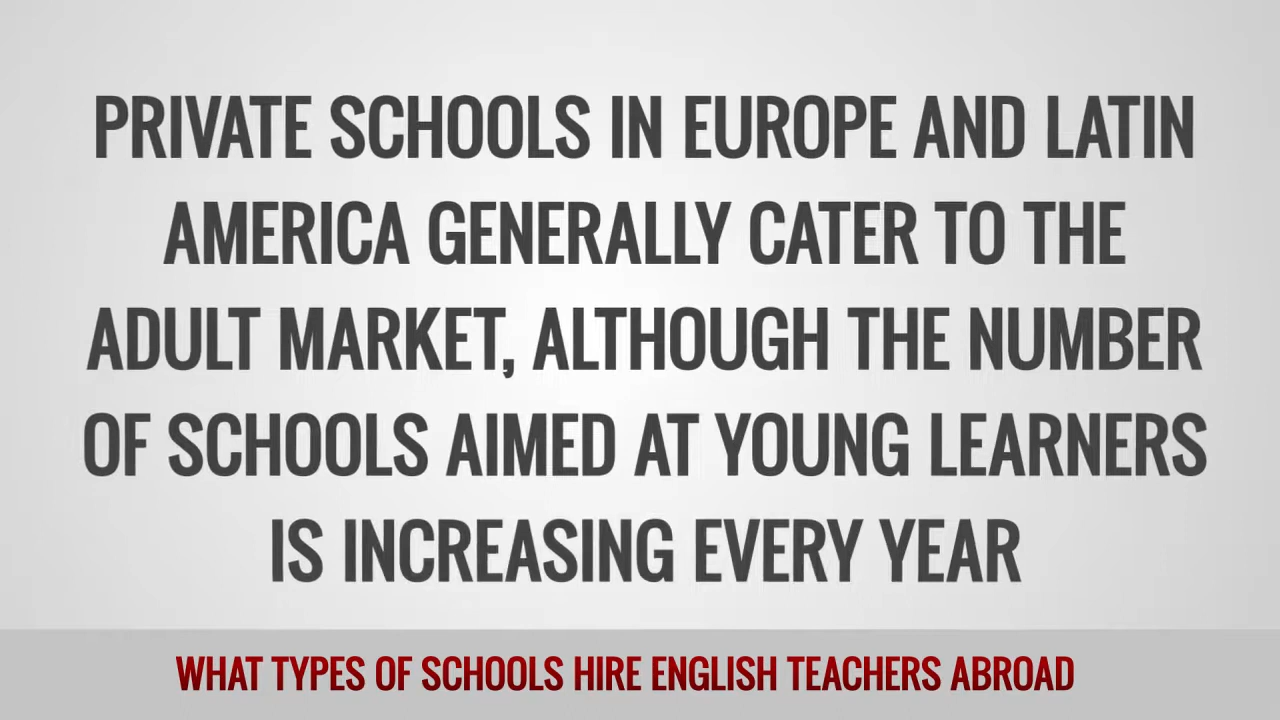 PRIVATE SCHOOLS IN EUROPE AND LATIN
AMERICA GENERALLY CATER TO THE
ADULT MARKET, ALTHOUGH THE NUMBER
OF SCHOOLS AIMED AT YOUNG LEARNERS
IS INCREASING EVERY YEAR
WHAT TYPES OF SCHOOLS HIRE ENGLISH TEACHERS ABROAD